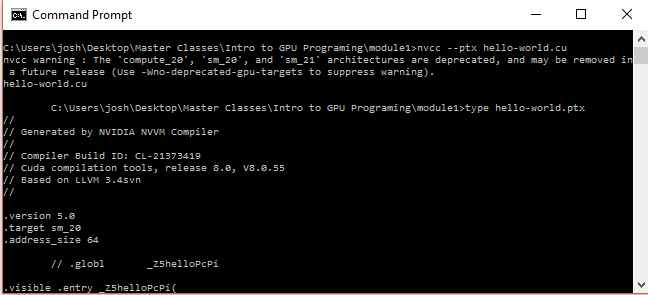 Command Prompt
C:\Users\josh\Desktop\Master Classes\Intro to GPU Programing\module1>nvcc --ptx hello-world.cu
nvcc warning : The 'compute_20', 'sm_20', and 'sm_21' architectures are deprecated, and may be removed in
a future release (Use -Wno-deprecated-gpu-targets to suppress warning).
hello-world.cu
C:\Users\josh\Desktop\Master Classes\Intro to GPU Programing\module1>type hello-world.ptx
//
// Generated by NVIDIA NVVM Compiler
//
// Compiler Build ID: CL-21373419
// Cuda compilation tools, release 8.0, V8.0.55
// Based on LLVM 3.4svn
//
.version 5.0
.target sm_20
.address_size 64
// .globl _Z5helloPcPi
.visible .entry _Z5helloPcPi(